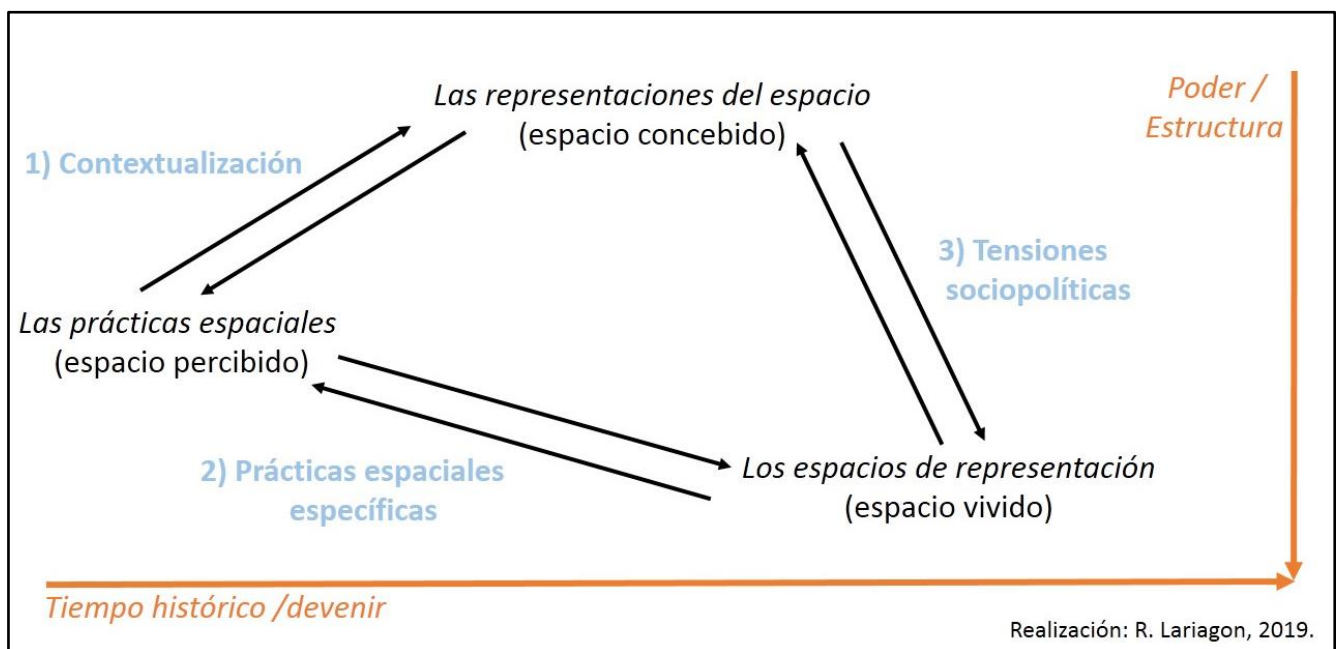 Las representaciones del espacio
(espacio concebido)
Poder /
Estructura
1) Contextualización
3) Tensiones
sociopolíticas
Las prácticas espaciales
(espacio percibido)
2) Prácticas espaciales
específicas
Los espacios de representación
(espacio vivido)
Tiempo histórico /devenir
Realización: R. Lariagon, 2019.